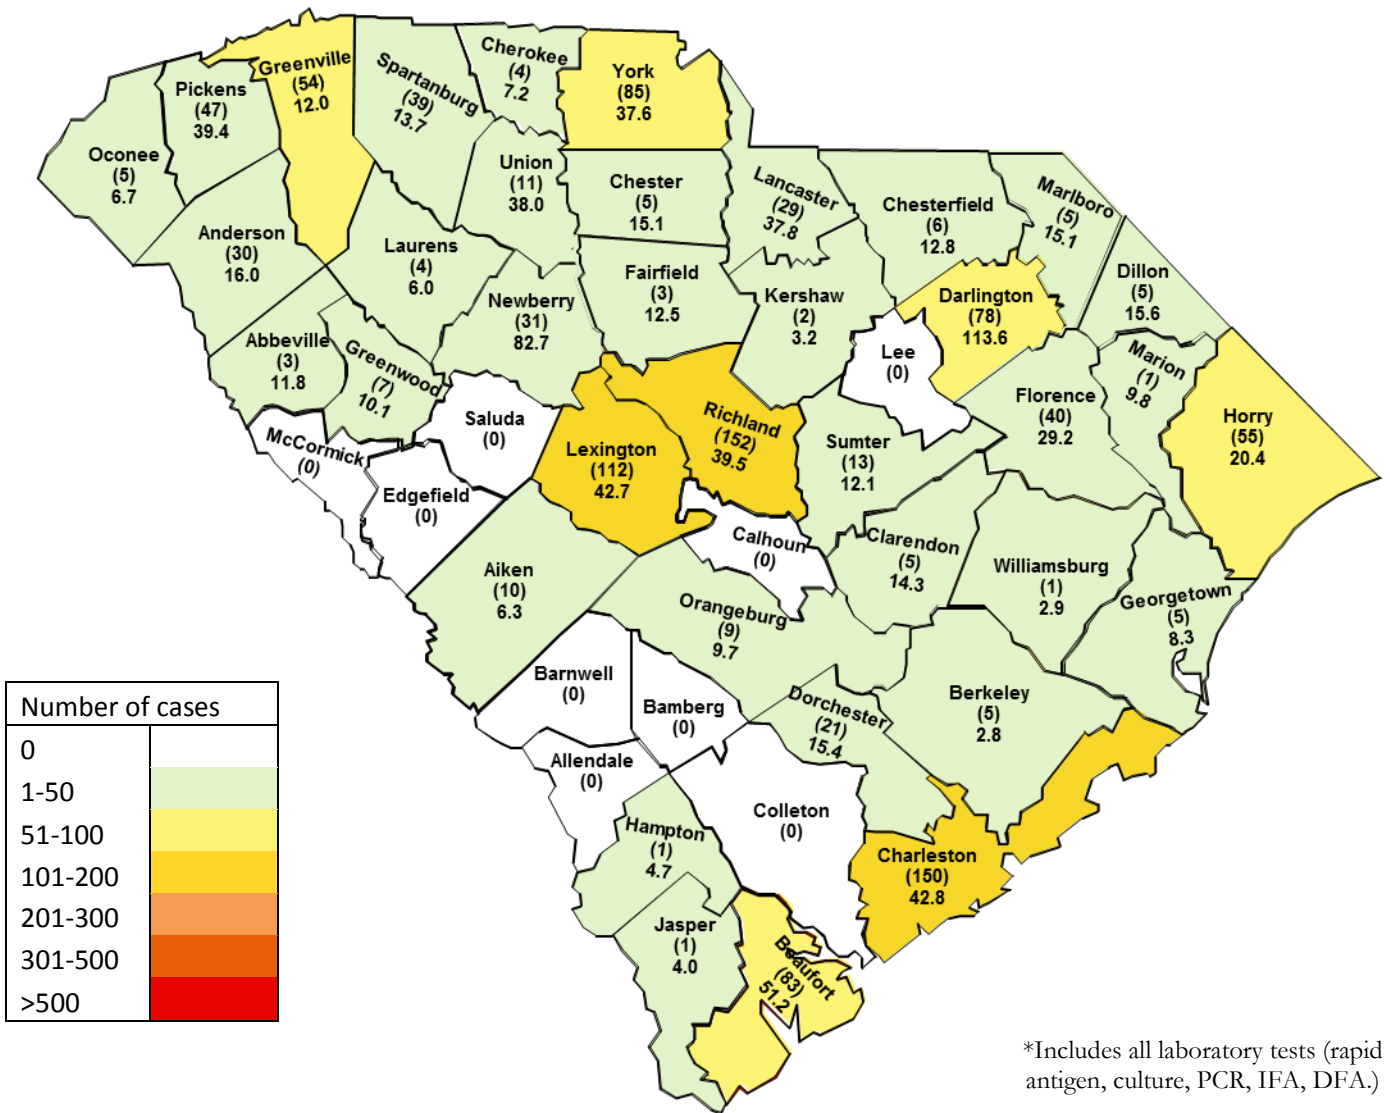 Greenville
(54)
12.0
Cherokee
(4)
7.2
Spartanburg
(39)
13.7
York
(85)
37.6
Pickens
(47)
39.4
Oconee
(5)
6.7
Union
(11)
38.0
Chester
(5)
15.1
Lancaster
(29)
37.8
Chesterfield
(6)
12.8
Marlboro
(5)
15.1
Anderson
(30)
16.0
Laurens
(4)
6.0
Newberry
(31)
82.7
Fairfield
(3)
12.5
Kershaw
(2)
3.2
Darlington
(78)
113.6
Dillon
(5)
15.6
Abbeville
(3)
11.8
Greenwood
(7)
10.1
Lee
(0)
Marion
(1)
9.8
Florence
(40)
29.2
Horry
(55)
20.4
Saluda
(0)
McCormick
(0)
Edgefield
(0)
Lexington
(112)
42.7
Richland
(152)
39.5
Sumter
(13)
12.1
Calhoun
(0)
Clarendon
(5)
14.3
Williamsburg
(1)
2.9
Georgetown
(5)
8.3
Aiken
(10)
6.3
Orangeburg
(9)
9.7
Barnwell
(0)
Bamberg
(0)
Dorchester
(21)
15.4
Berkeley
(5)
2.8
Allendale
(0)
Colleton
(0)
Hampton
(1)
4.7
Charleston
(150)
42.8
Jasper
(1)
4.0
Beaufort
(83)
51.2
Number of cases
0
1-50
51-100
101-200
201-300
301-500
>500
*Includes all laboratory tests (rapid
antigen, culture, PCR, IFA, DFA.)